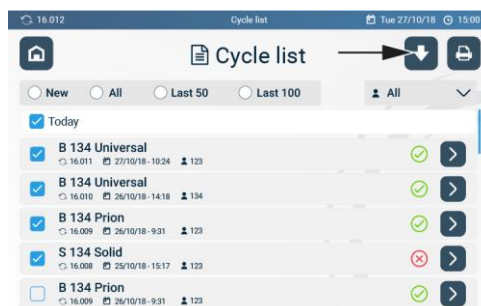 16.012 Cycle list Tue 27/10/18 15:00
Cycle list
New All Last 50 Last 100 All
Today
B 134 Universal
16.011 27/10/18-10:24 123
B 134 Universal
16.010 26/10/18-14:18 134
B 134 Prion
16.009 26/10/18-9:31 123
S 134 Solid
16.008 25/10/18-15:17 123
B 134 Prion
16.009 26/10/18-9:31 123